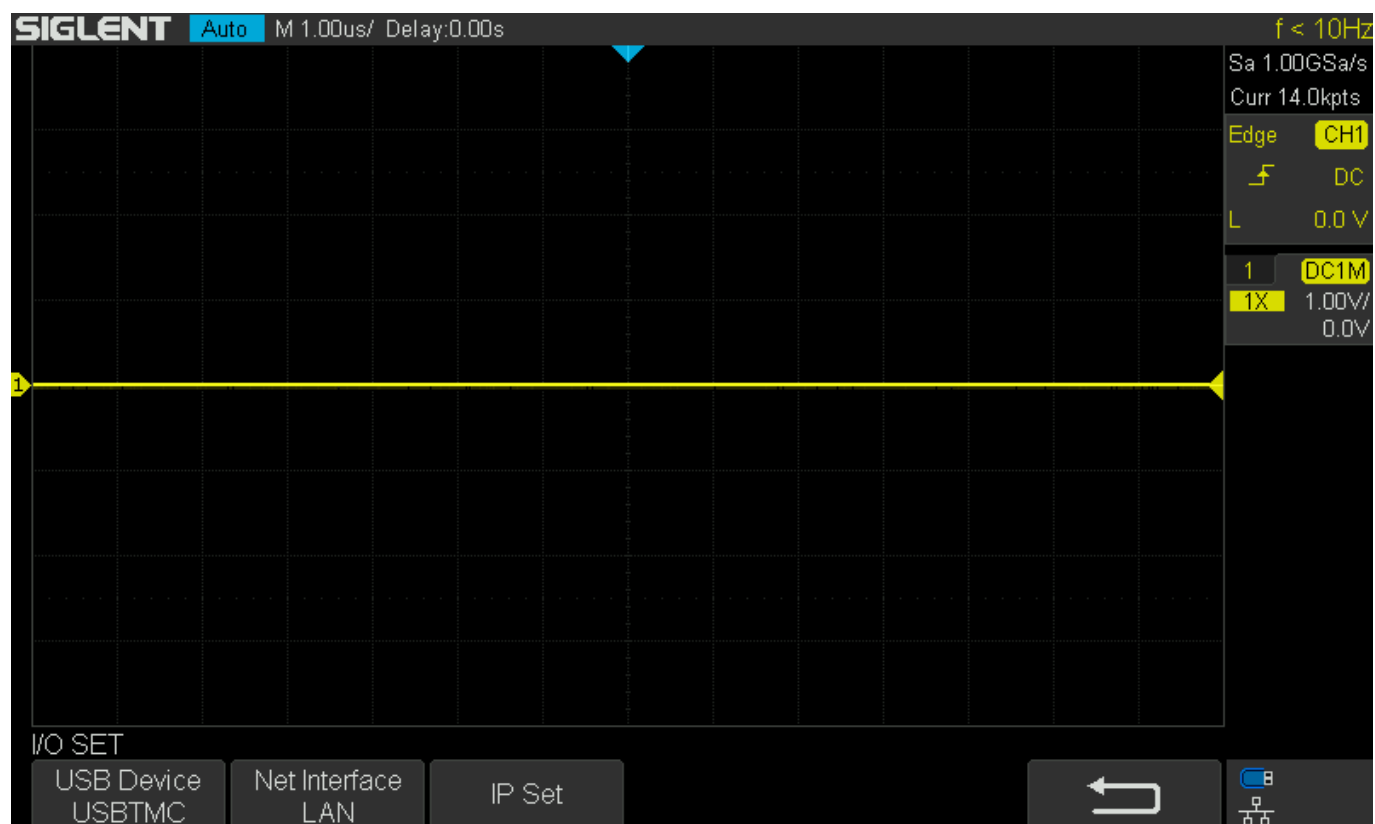 SIGLENT Auto M 1.00us/ Delay:0.00s f < 10Hz
Sa 1.00GSa/s
Curr 14.0kpts
Edge CH1
DC
L 0.0 V
1 DC1M
1X 1.00V/
0.0V
1
I/O SET
USB Device
USBTMC
Net Interface
LAN
IP Set